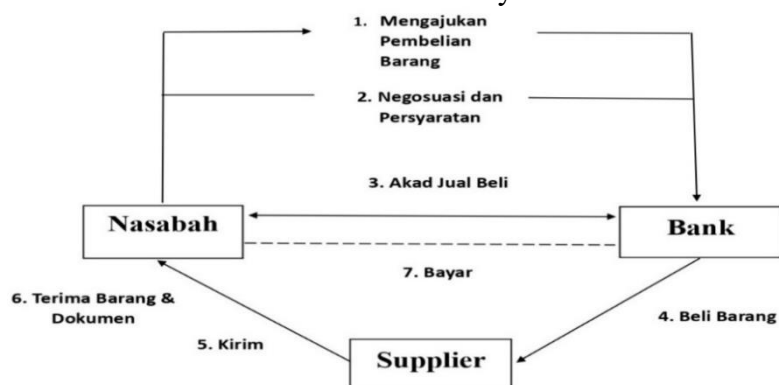 1. Mengajukan
Pembelian
Barang
2. Negosuasi dan
Persyaratan
3. Akad Jual Beli
Nasabah
Bank
7. Bayar
6. Terima Barang &
Dokumen
4. Beli Barang
5. Kirim
Supplier